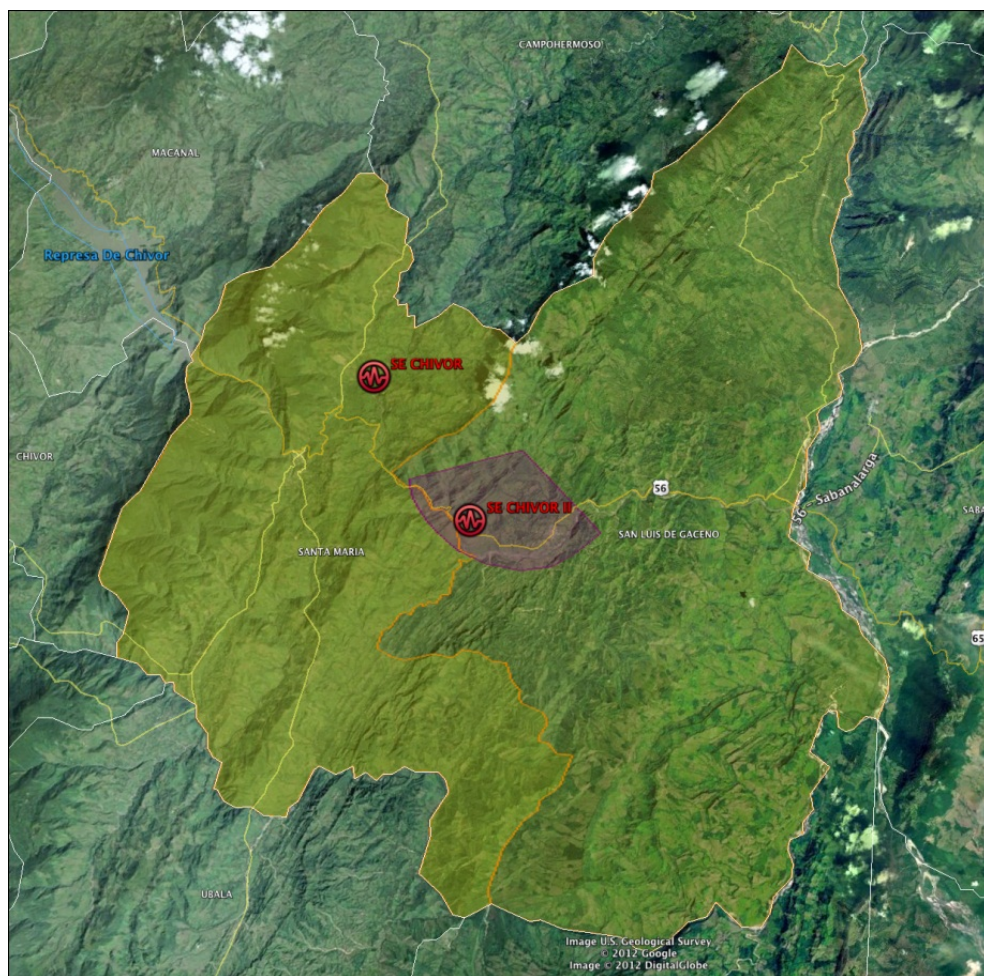 CAMPOHERMOSO
MACANAL
Represa De Chivor
SE CHIVOR
CHIVOR
56
SE CHIVOR II
56 - Sabanalarga
SABA
SAN LUIS DE GACENO
SANTA MARIA
65
UBALA
Image U.S. Geological Survey
© 2012 Google
Image © 2012 DigitalGlobe